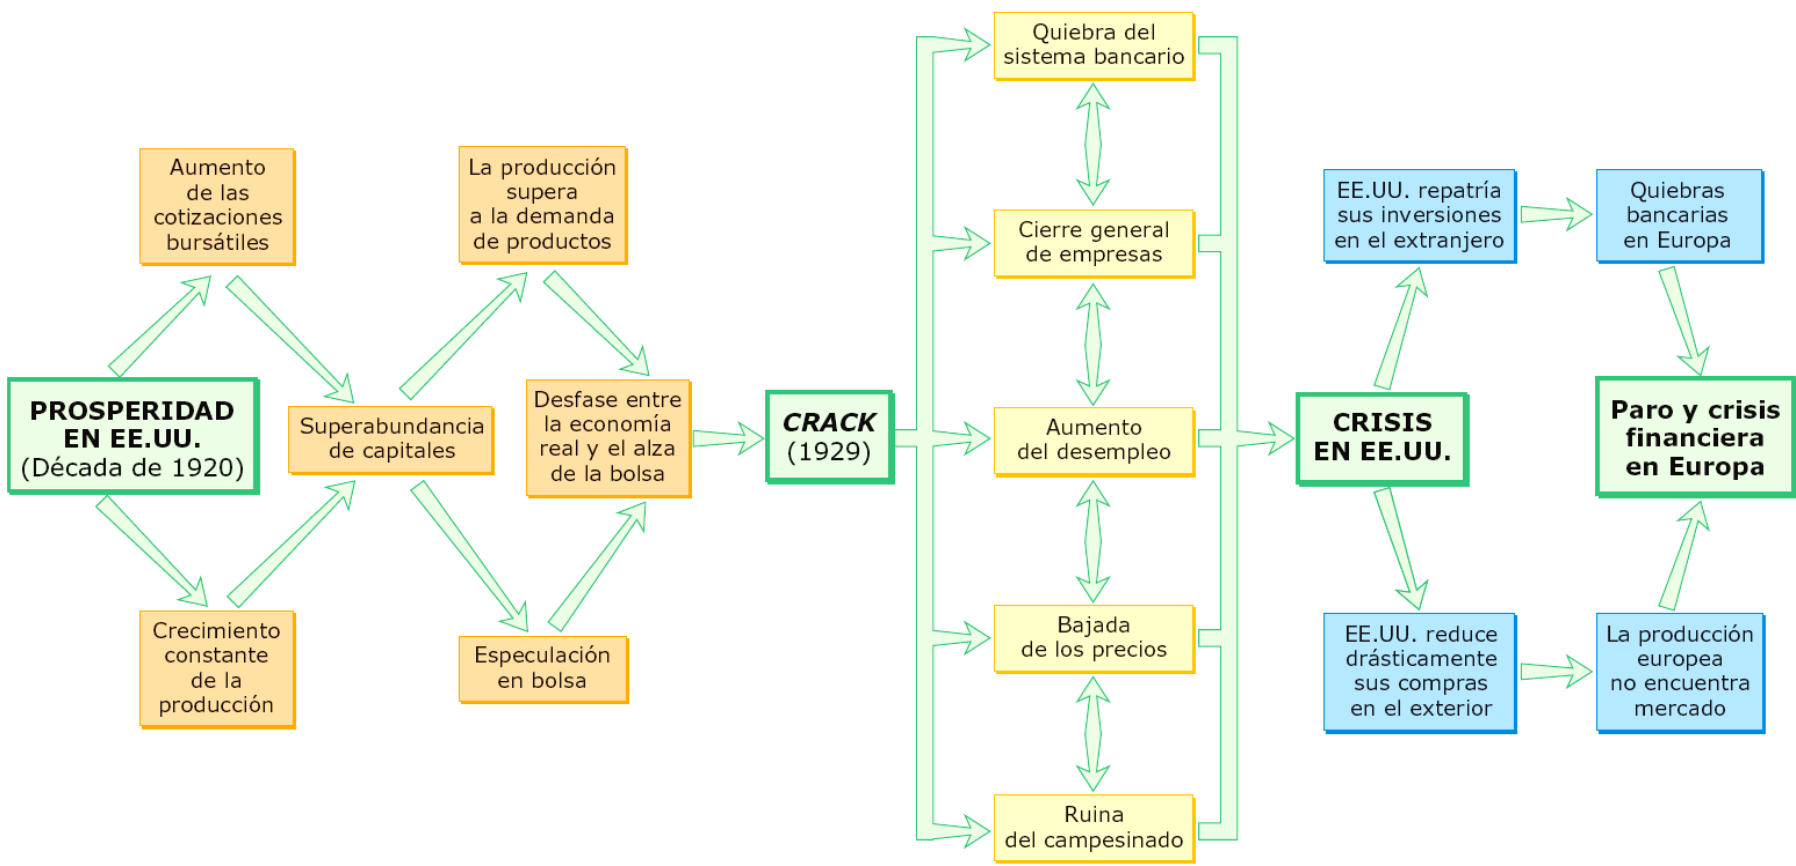 PROSPERIDAD
EN EE.UU.
(Década de 1920)
Aumento
de las
cotizaciones
bursátiles
Crecimiento
constante
de la
producción
Superabundancia
de capitales
La producción
supera
a la demanda
de productos
Especulación
en bolsa
Desfase entre
la economía
real y el alza
de la bolsa
CRACK
(1929)
Quiebra del
sistema bancario
Cierre general
de empresas
Aumento
del desempleo
Bajada
de los precios
Ruina
del campesinado
CRISIS
EN EE.UU.
EE.UU. repatría
sus inversiones
en el extranjero
Quiebras
bancarias
en Europa
EE.UU. reduce
drásticamente
sus compras
en el exterior
La producción
europea
no encuentra
mercado
Paro y crisis
financiera
en Europa